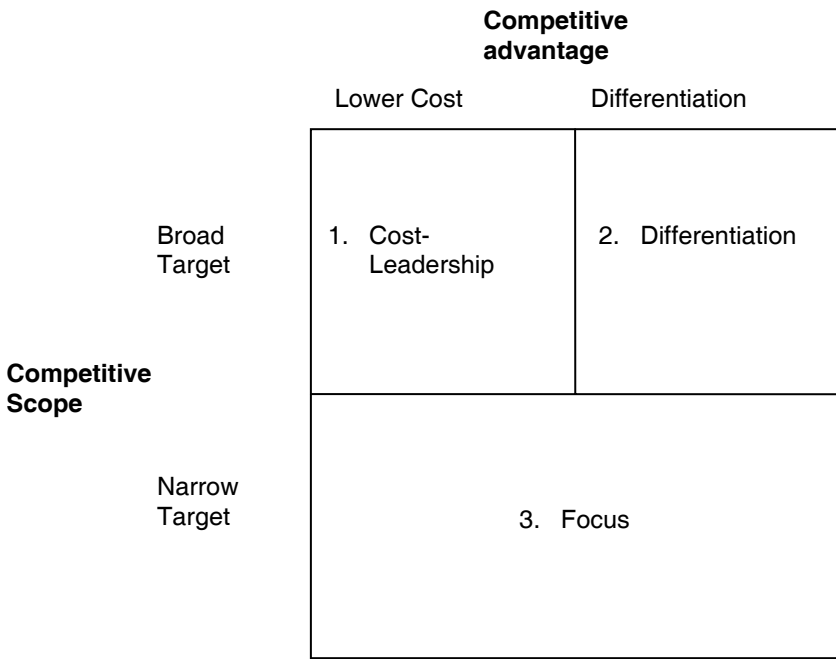 Competitive
advantage
Lower Cost
Differentiation
Broad
Target
1. Cost-
Leadership
2. Differentiation
Competitive
Scope
Narrow
Target
3. Focus